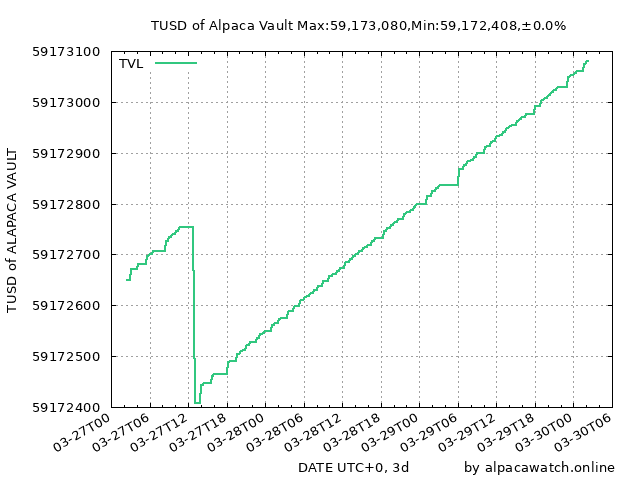 TUSD of Alpaca Vault Max:59,173,080,Min:59,172,408,±0.0%
TVL
TUSD of ALAPACA VAULT
59173100
59173000
59172900
59172800
59172700
59172600
59172500
59172400
03-27T00
03-27T06
03-27T12
03-27T18
03-28T00
03-28T06
03-28T12
03-28T18
03-29T00
03-29T06
03-29T12
03-29T18
03-30T00
03-30T06
DATE UTC+0, 3d
by alpacawatch.online